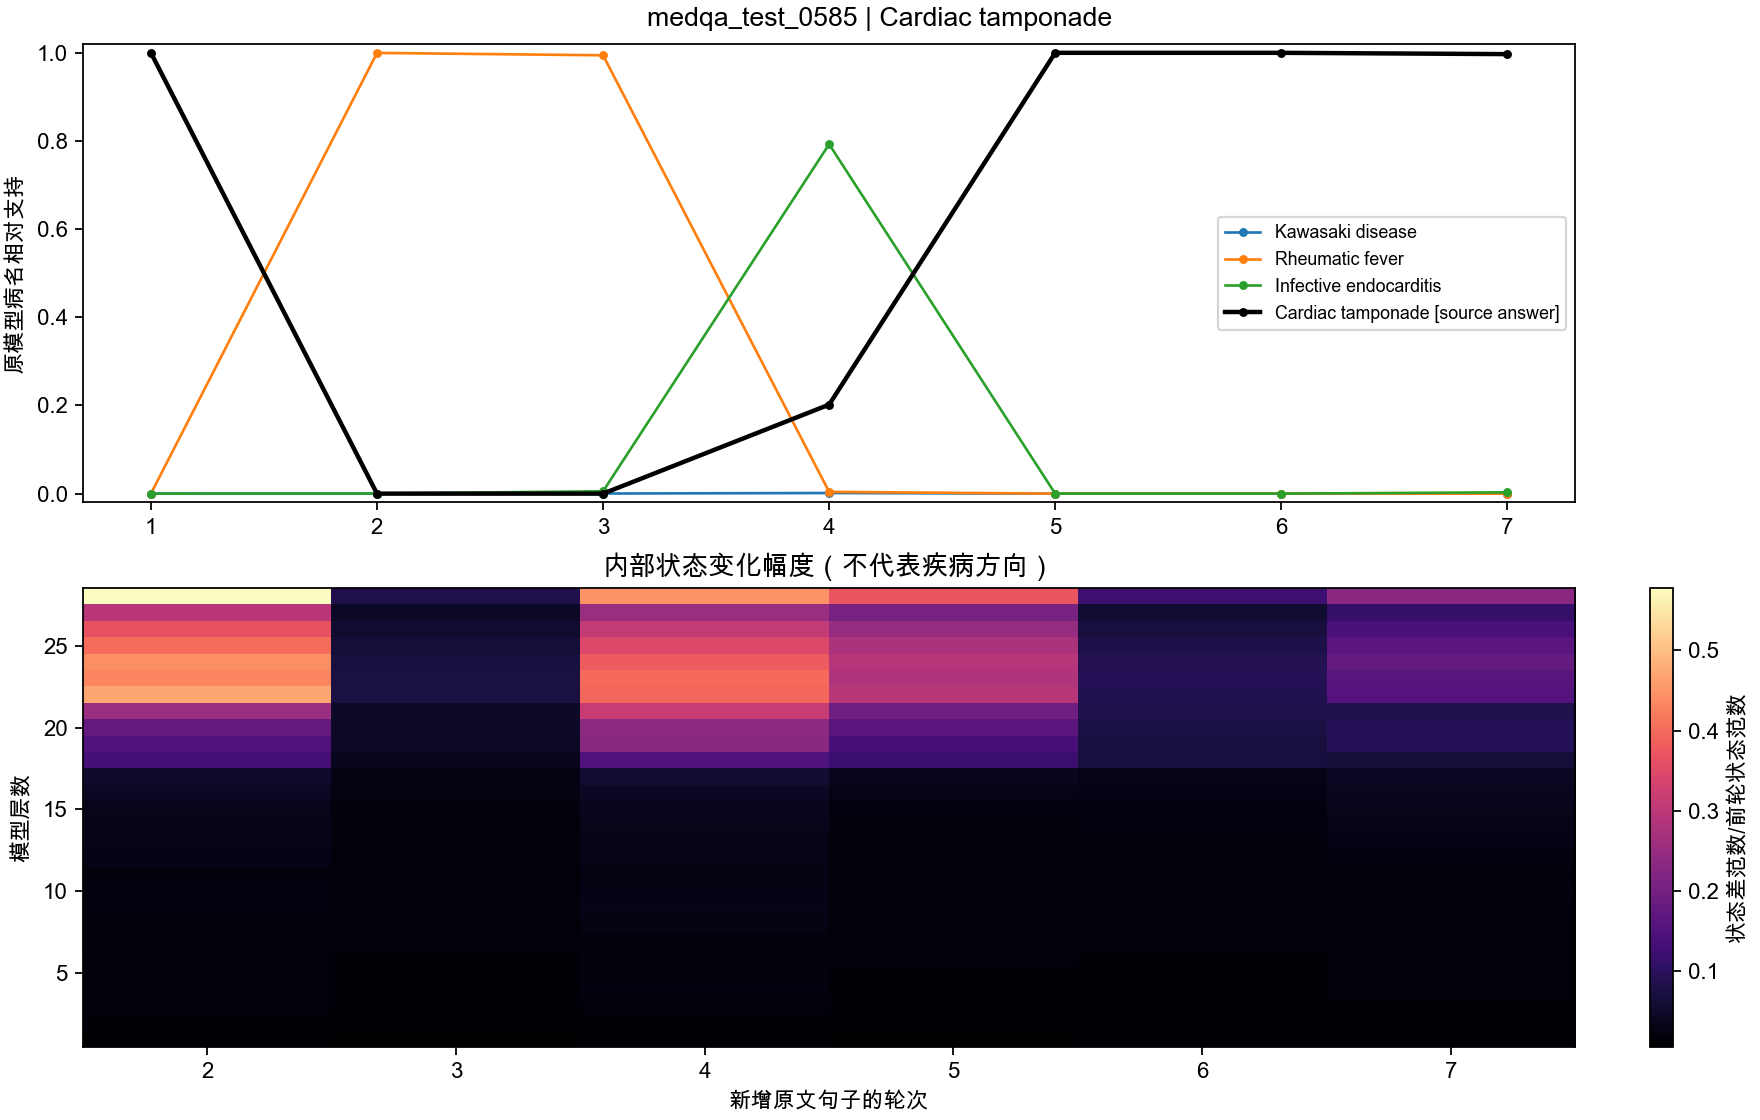 medqa_test_0585 | Cardiac tamponade
原模型病名相对支持
1.0
0.8
0.6
0.4
0.2
0.0
Kawasaki disease
Rheumatic fever
Infective endocarditis
Cardiac tamponade [source answer]
1 2 3 4 5 6 7
内部状态变化幅度（不代表疾病方向）
模型层数
25
20
15
10
5
2 3 4 5 6 7
新增原文句子的轮次
0.5
0.4
0.3
0.2
0.1
状态差范数/前轮状态范数